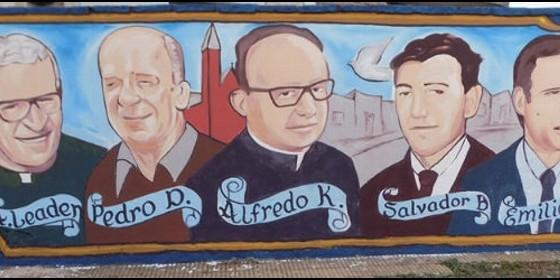 A.Leaden
Pedro D.
Alfredo K.
Salvador B
Emili